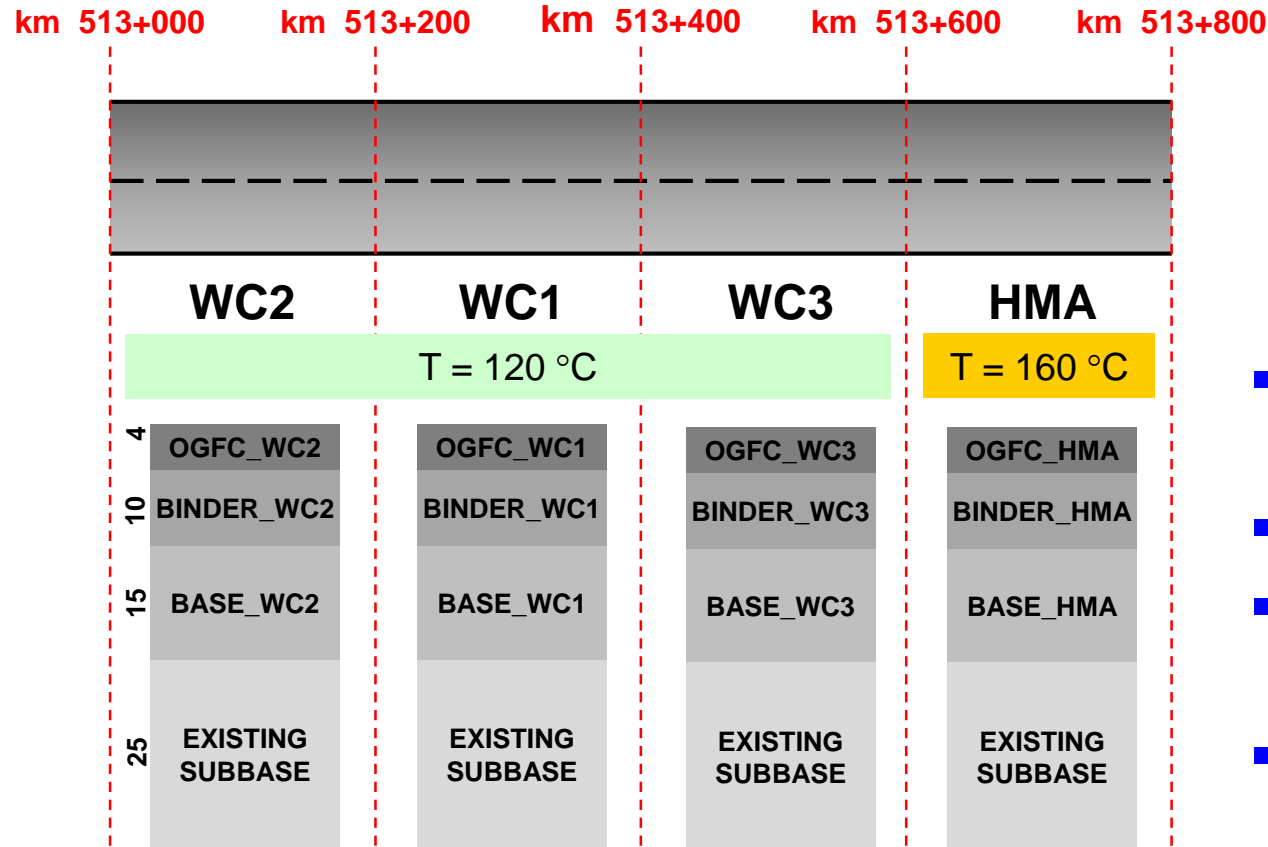 km 513+000 km 513+200 km 513+400 km 513+600 km 513+800
WC2 WC1 WC3 HMA
T = 120 °C T = 160 °C
4 OGFC_WC2 OGFC_WC1 OGFC_WC3 OGFC_HMA
10 BINDER_WC2 BINDER_WC1 BINDER_WC3 BINDER_HMA
15 BASE_WC2 BASE_WC1 BASE_WC3 BASE_HMA
25 EXISTING EXISTING EXISTING EXISTING
SUBBASE SUBBASE SUBBASE SUBBASE